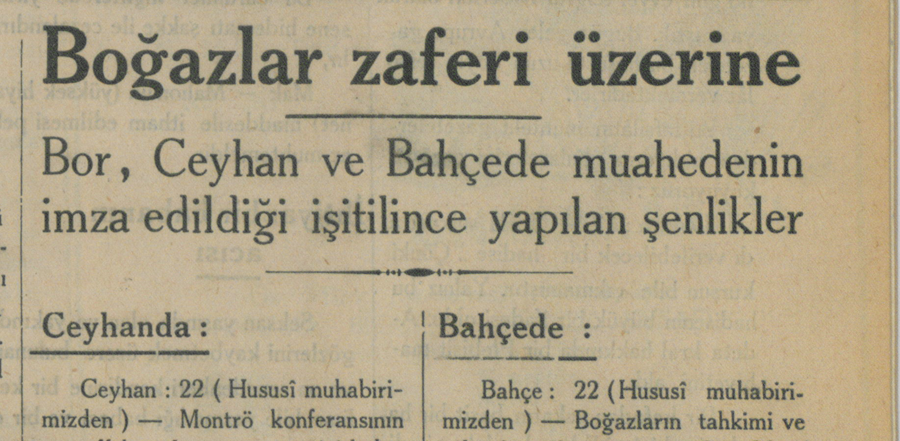 Boğazlar zaferi üzerine
Bor, Ceyhan ve Bahçede muahedenin
imza edildiği işitilince yapılan şenlikler
Ceyhanda :
Ceyhan : 22 ( Hususî muhabiri-
mizden ) — Montrö konferansının
Bahçede :
Bahçe : 22 (Hususî muhabiri-
mizden ) — Boğazların tahkimi ve